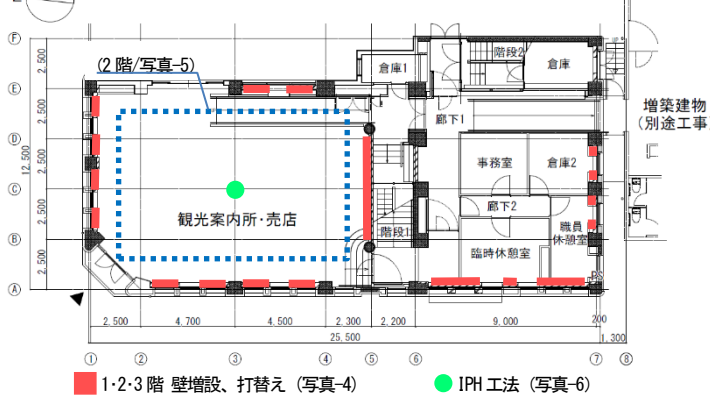 Ⓕ
Ⓔ
Ⓓ
Ⓒ
Ⓑ
Ⓐ
2.500
2.500
2.500
2.500
2.500
12.500
(2階/写真-5)
倉庫1
階段2
倉庫
廊下1
増築建物
(別途工事)
事務室
倉庫2
廊下2
職員
休憩室
臨時休憩室
PS
観光案内所・売店
階段1
2.500 4.700 4.500 2.300 2.200 9.000 200
25.500 1.300
① ② ③ ④ ⑤ ⑥ ⑦ ⑧
1・2・3階 壁増設、打替え(写真-4) IPH工法(写真-6)